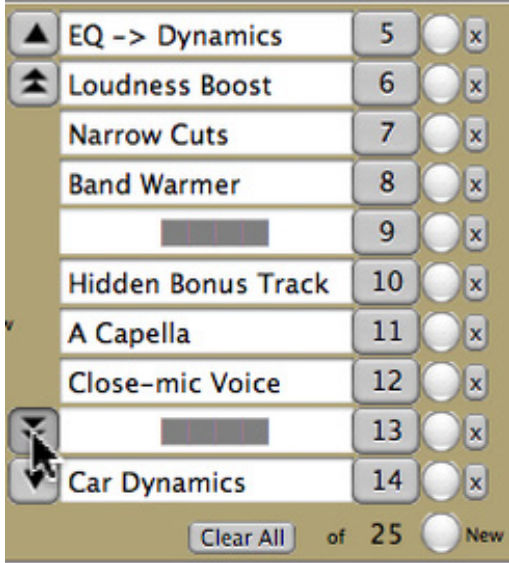 EQ -> Dynamics 5 x
Loudness Boost 6 x
Narrow Cuts 7 x
Band Warmer 8 x
9 x
Hidden Bonus Track 10 x
A Capella 11 x
Close-mic Voice 12 x
13 x
Car Dynamics 14 x
Clear All of 25 New